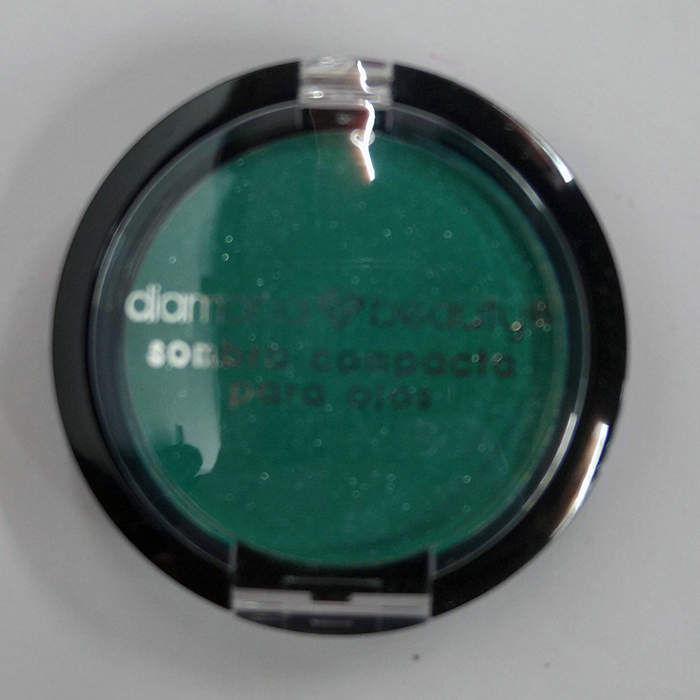 diamond beauty
sombra compacta
para ojos